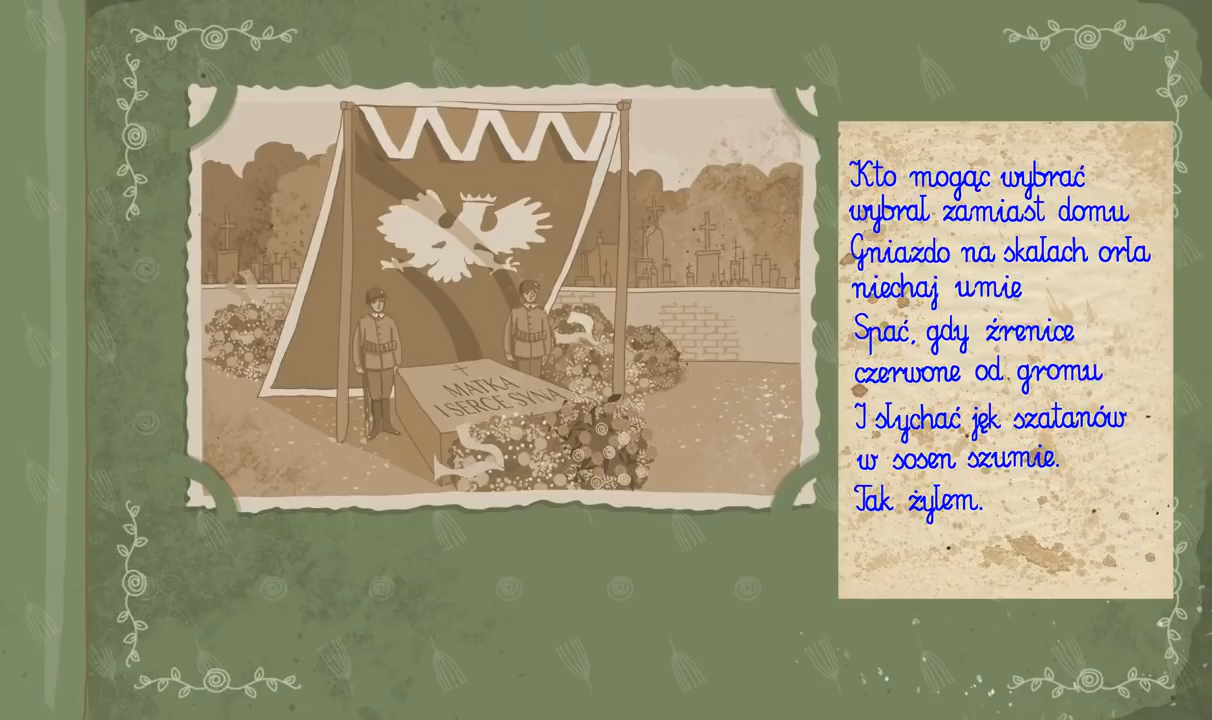 MATKA
I SERCE SYNA
Kto mogąc wybrać
wybrał zamiast domu
Gniazdo na skałach orła
niechaj umie
Spać, gdy źrenice
czerwone od gromu
I słychać jęk szatanów
w sosen szumie.
Tak żyłem.